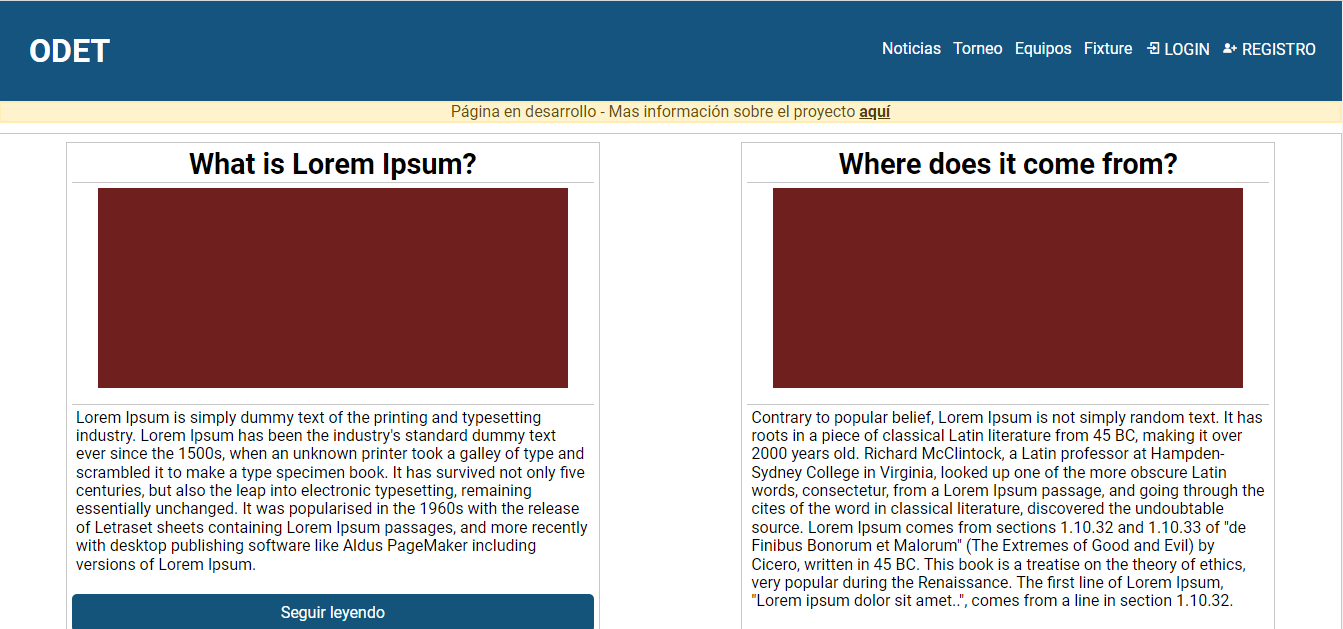 ODET
Noticias Torneo Equipos Fixture LOGIN REGISTRO
Página en desarrollo - Mas información sobre el proyecto aquí
What is Lorem Ipsum?
Lorem Ipsum is simply dummy text of the printing and typesetting
industry. Lorem Ipsum has been the industry's standard dummy text
ever since the 1500s, when an unknown printer took a galley of type and
scrambled it to make a type specimen book. It has survived not only five
centuries, but also the leap into electronic typesetting, remaining
essentially unchanged. It was popularised in the 1960s with the release
of Letraset sheets containing Lorem Ipsum passages, and more recently
with desktop publishing software like Aldus PageMaker including
versions of Lorem Ipsum.
Seguir leyendo
Where does it come from?
Contrary to popular belief, Lorem Ipsum is not simply random text. It has
roots in a piece of classical Latin literature from 45 BC, making it over
2000 years old. Richard McClintock, a Latin professor at Hampden-
Sydney College in Virginia, looked up one of the more obscure Latin
words, consectetur, from a Lorem Ipsum passage, and going through the
cites of the word in classical literature, discovered the undoubtable
source. Lorem Ipsum comes from sections 1.10.32 and 1.10.33 of "de
Finibus Bonorum et Malorum" (The Extremes of Good and Evil) by
Cicero, written in 45 BC. This book is a treatise on the theory of ethics,
very popular during the Renaissance. The first line of Lorem Ipsum,
"Lorem ipsum dolor sit amet..", comes from a line in section 1.10.32.